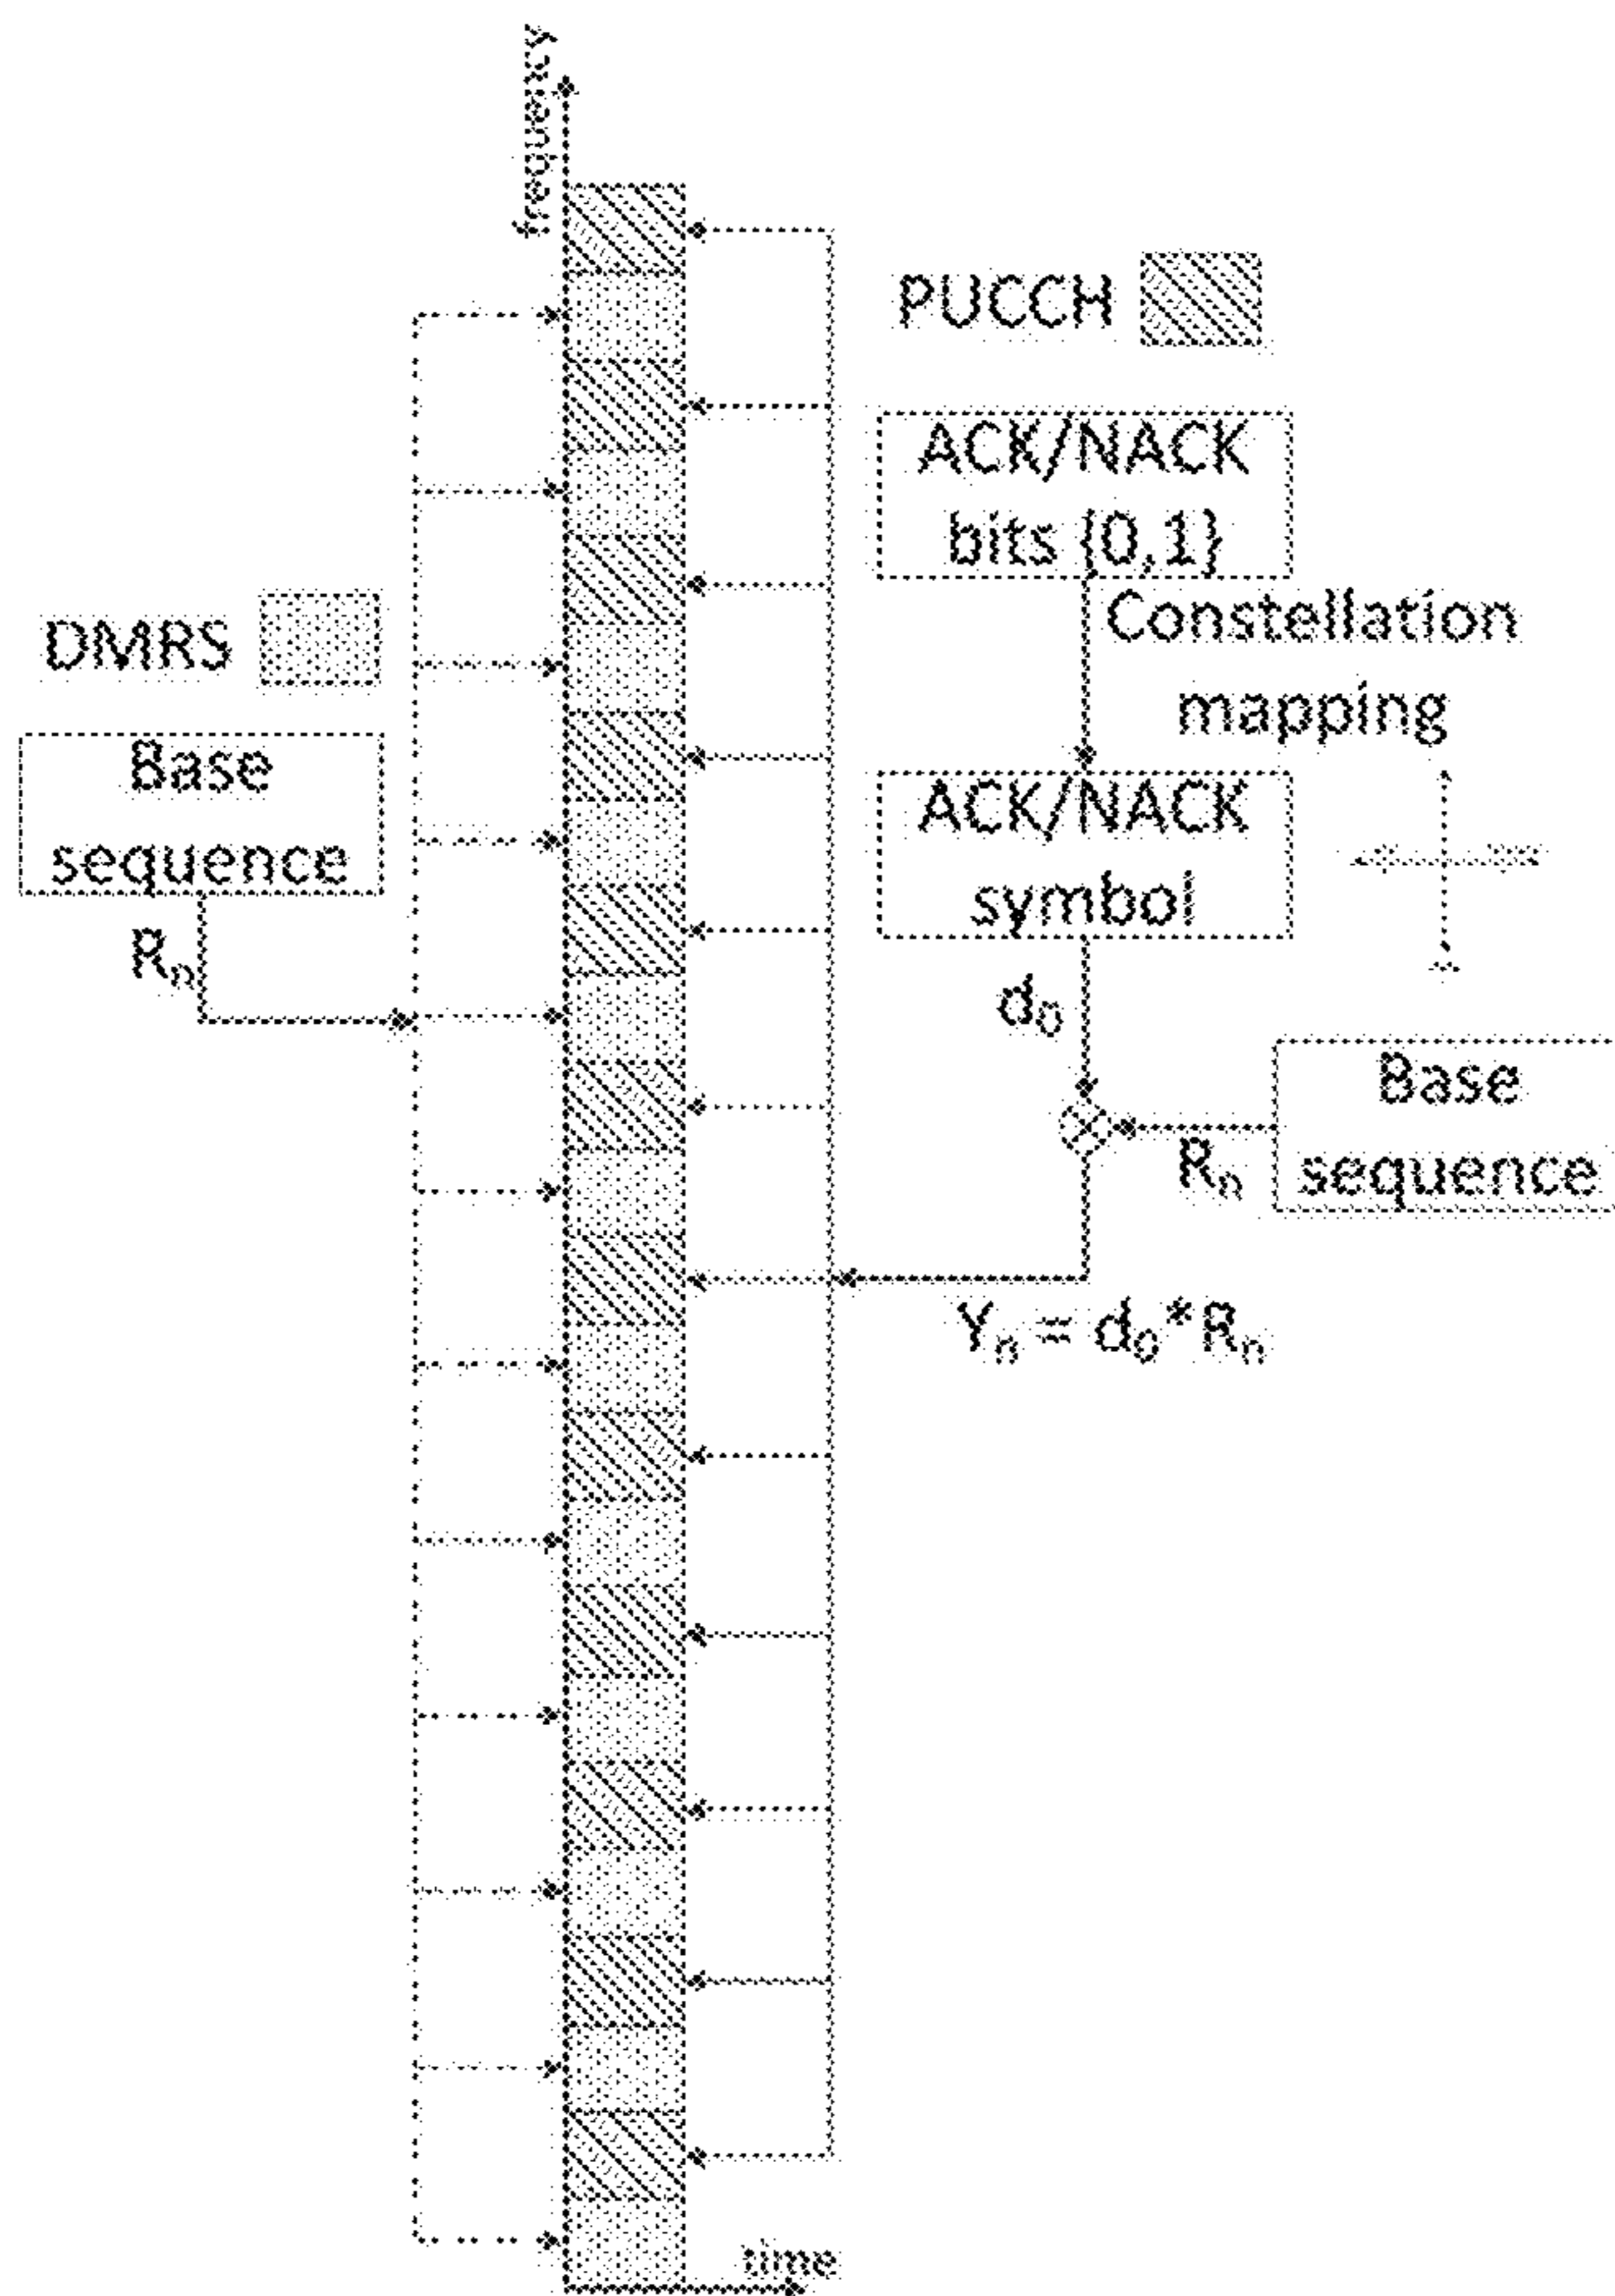 frequency
PUCCH
ACK/NACK
bits {0,1}
Constellation
mapping
DMRS
Base
sequence
ACK/NACK
symbol
Rn
d0
Base
sequence
Rn
Yn = d0*Rn
time